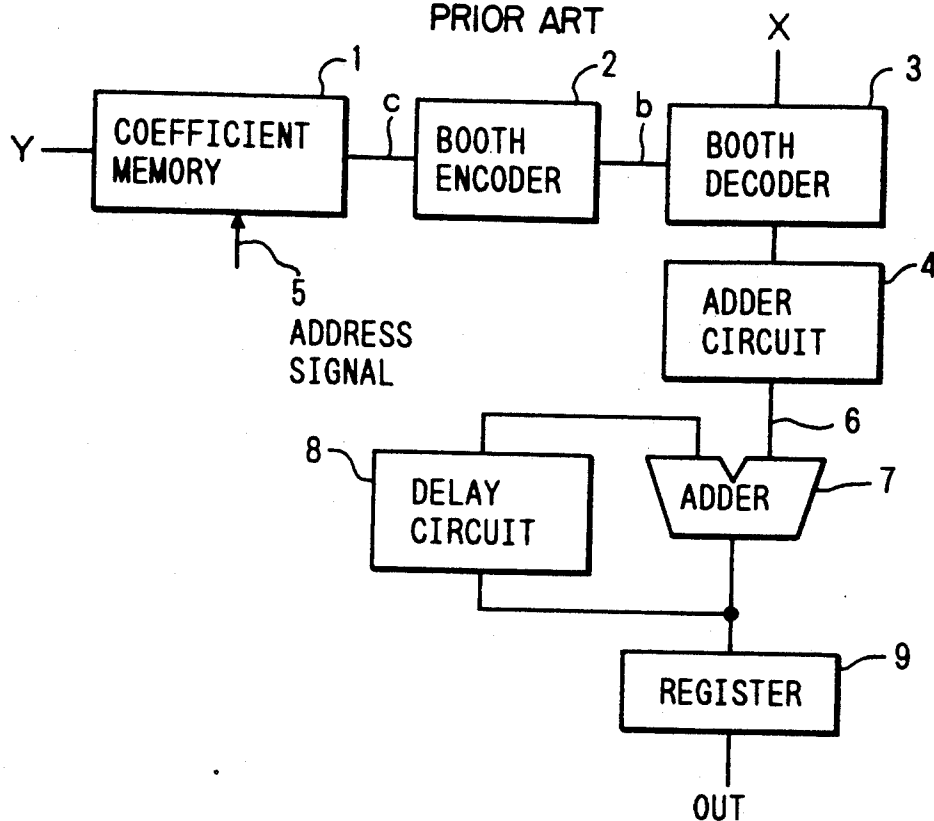 PRIOR ART
X
1
2
3
Y
COEFFICIENT
MEMORY
c
BOOTH
ENCODER
b
BOOTH
DECODER
5
ADDRESS
SIGNAL
4
ADDER
CIRCUIT
6
8
DELAY
CIRCUIT
ADDER
7
9
REGISTER
OUT